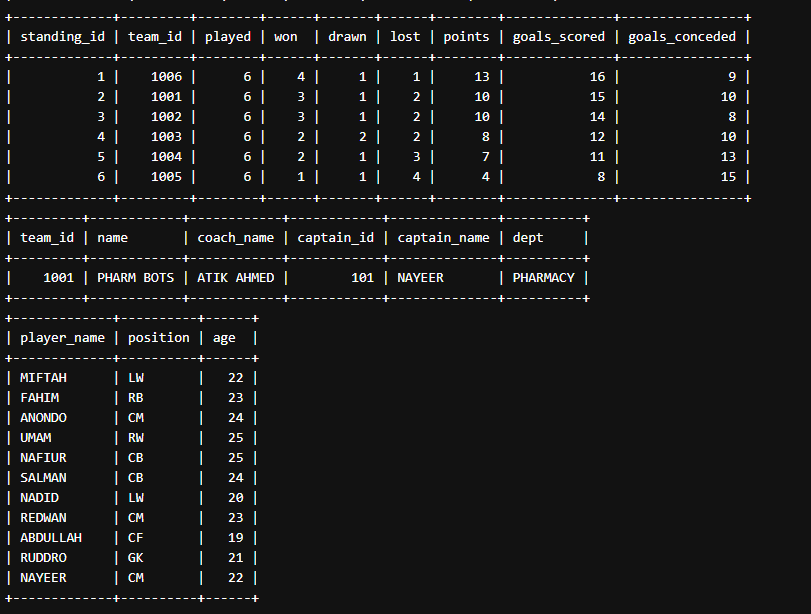 +-------------+---------+--------+------+-------+------+--------+--------------+----------------+
| standing_id | team_id | played | won  | drawn | lost | points | goals_scored | goals_conceded |
+-------------+---------+--------+------+-------+------+--------+--------------+----------------+
|           1 |    1006 |      6 |    4 |     1 |    1 |     13 |           16 |              9 |
|           2 |    1001 |      6 |    3 |     1 |    2 |     10 |           15 |             10 |
|           3 |    1002 |      6 |    3 |     1 |    2 |     10 |           14 |              8 |
|           4 |    1003 |      6 |    2 |     2 |    2 |      8 |           12 |             10 |
|           5 |    1004 |      6 |    2 |     1 |    3 |      7 |           11 |             13 |
|           6 |    1005 |      6 |    1 |     1 |    4 |      4 |            8 |             15 |
+-------------+---------+--------+------+-------+------+--------+--------------+----------------+
+---------+------------+------------+------------+--------------+----------+
| team_id | name       | coach_name | captain_id | captain_name | dept     |
+---------+------------+------------+------------+--------------+----------+
|    1001 | PHARM BOTS | ATIK AHMED |        101 | NAYEER       | PHARMACY |
+---------+------------+------------+------------+--------------+----------+
+-------------+----------+------+
| player_name | position | age  |
+-------------+----------+------+
| MIFTAH      | LW       |   22 |
| FAHIM       | RB       |   23 |
| ANONDO      | CM       |   24 |
| UMAM        | RW       |   25 |
| NAFIUR      | CB       |   25 |
| SALMAN      | CB       |   24 |
| NADID       | LW       |   20 |
| REDWAN      | CM       |   23 |
| ABDULLAH    | CF       |   19 |
| RUDDRO      | GK       |   21 |
| NAYEER      | CM       |   22 |
+-------------+----------+------+